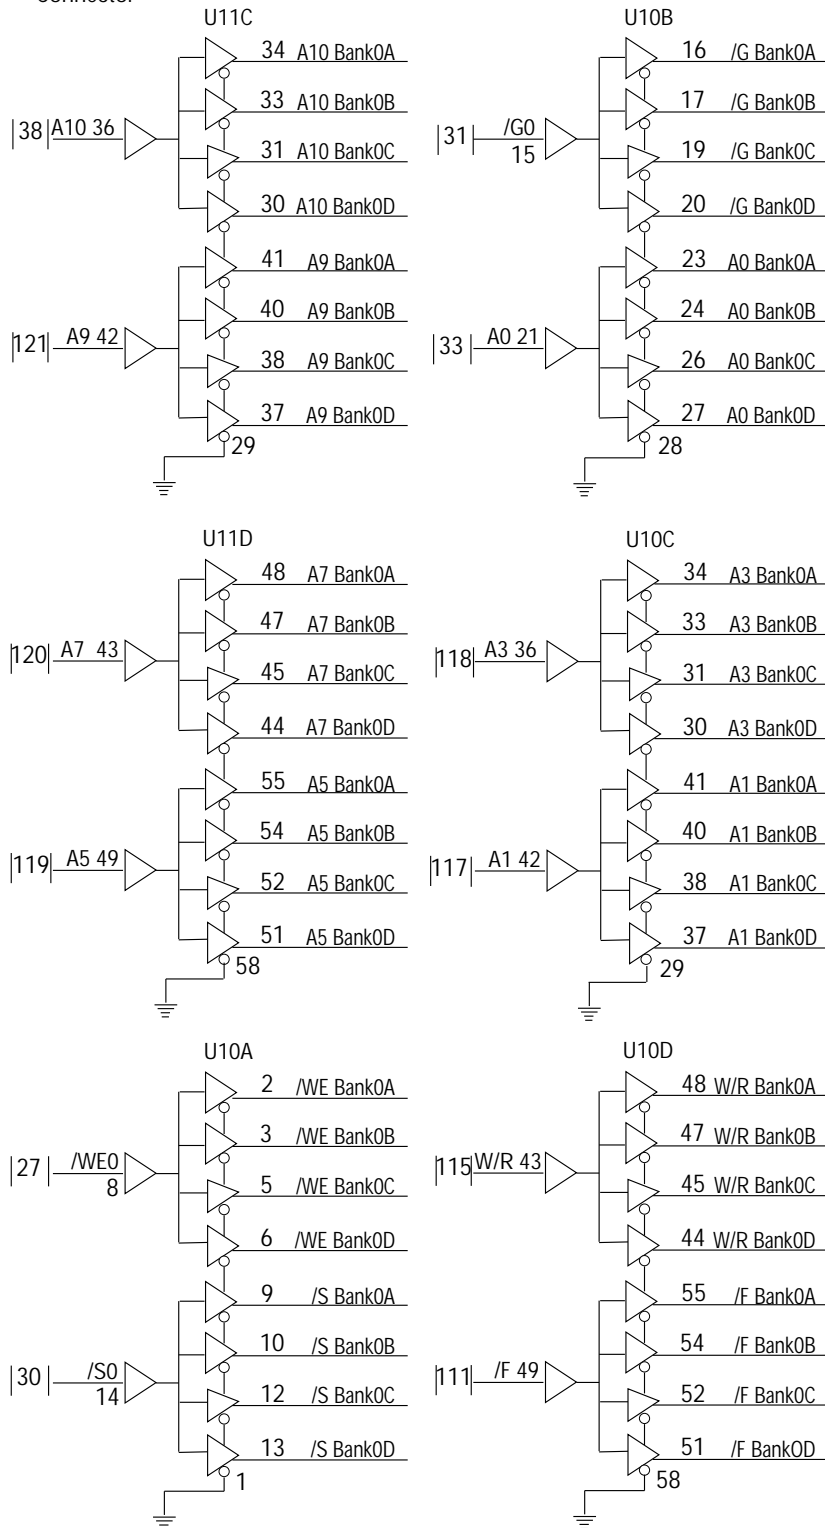 U11C
34 A10 Bank0A
33 A10 Bank0B
|38| A10 36
31 A10 Bank0C
30 A10 Bank0D
41 A9 Bank0A
40 A9 Bank0B
|121| A9 42
38 A9 Bank0C
37 A9 Bank0D
29
U10B
16 /G Bank0A
17 /G Bank0B
|31| /G0
15
19 /G Bank0C
20 /G Bank0D
23 A0 Bank0A
24 A0 Bank0B
|33| A0 21
26 A0 Bank0C
27 A0 Bank0D
28
U11D
48 A7 Bank0A
47 A7 Bank0B
|120| A7 43
45 A7 Bank0C
44 A7 Bank0D
55 A5 Bank0A
54 A5 Bank0B
|119| A5 49
52 A5 Bank0C
51 A5 Bank0D
58
U10C
34 A3 Bank0A
33 A3 Bank0B
|118| A3 36
31 A3 Bank0C
30 A3 Bank0D
41 A1 Bank0A
40 A1 Bank0B
|117| A1 42
38 A1 Bank0C
37 A1 Bank0D
29
U10A
2 /WE Bank0A
3 /WE Bank0B
|27| /WE0
8
5 /WE Bank0C
6 /WE Bank0D
9 /S Bank0A
10 /S Bank0B
|30| /S0
14
12 /S Bank0C
13 /S Bank0D
1
U10D
48 W/R Bank0A
47 W/R Bank0B
|115| W/R 43
45 W/R Bank0C
44 W/R Bank0D
55 /F Bank0A
54 /F Bank0B
|111| /F 49
52 /F Bank0C
51 /F BankOD
58